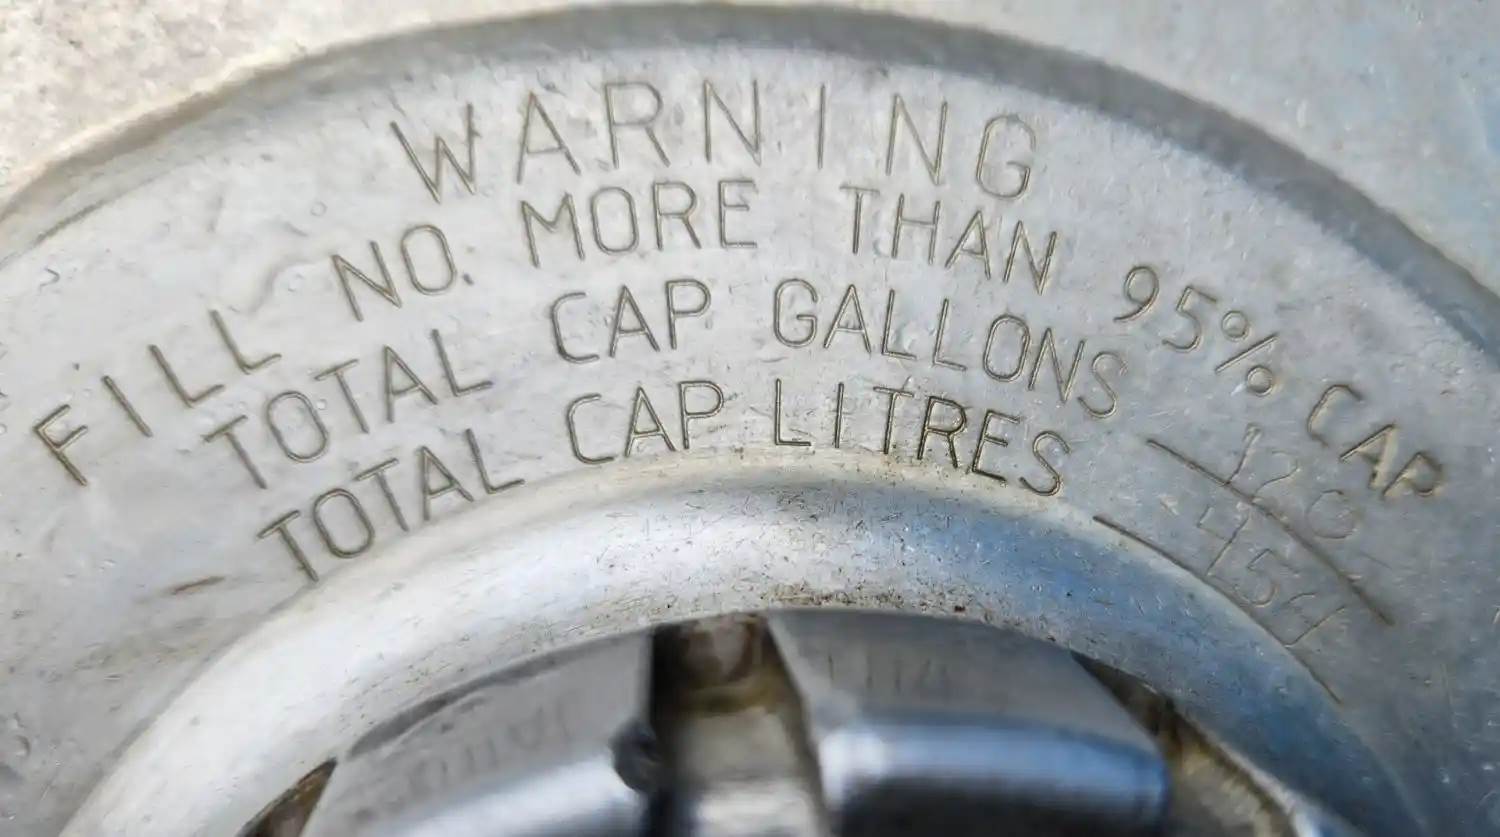 WARNING
FILL NO. MORE THAN 95% CAP
TOTAL CAP GALLONS 120
TOTAL CAP LITRES 454